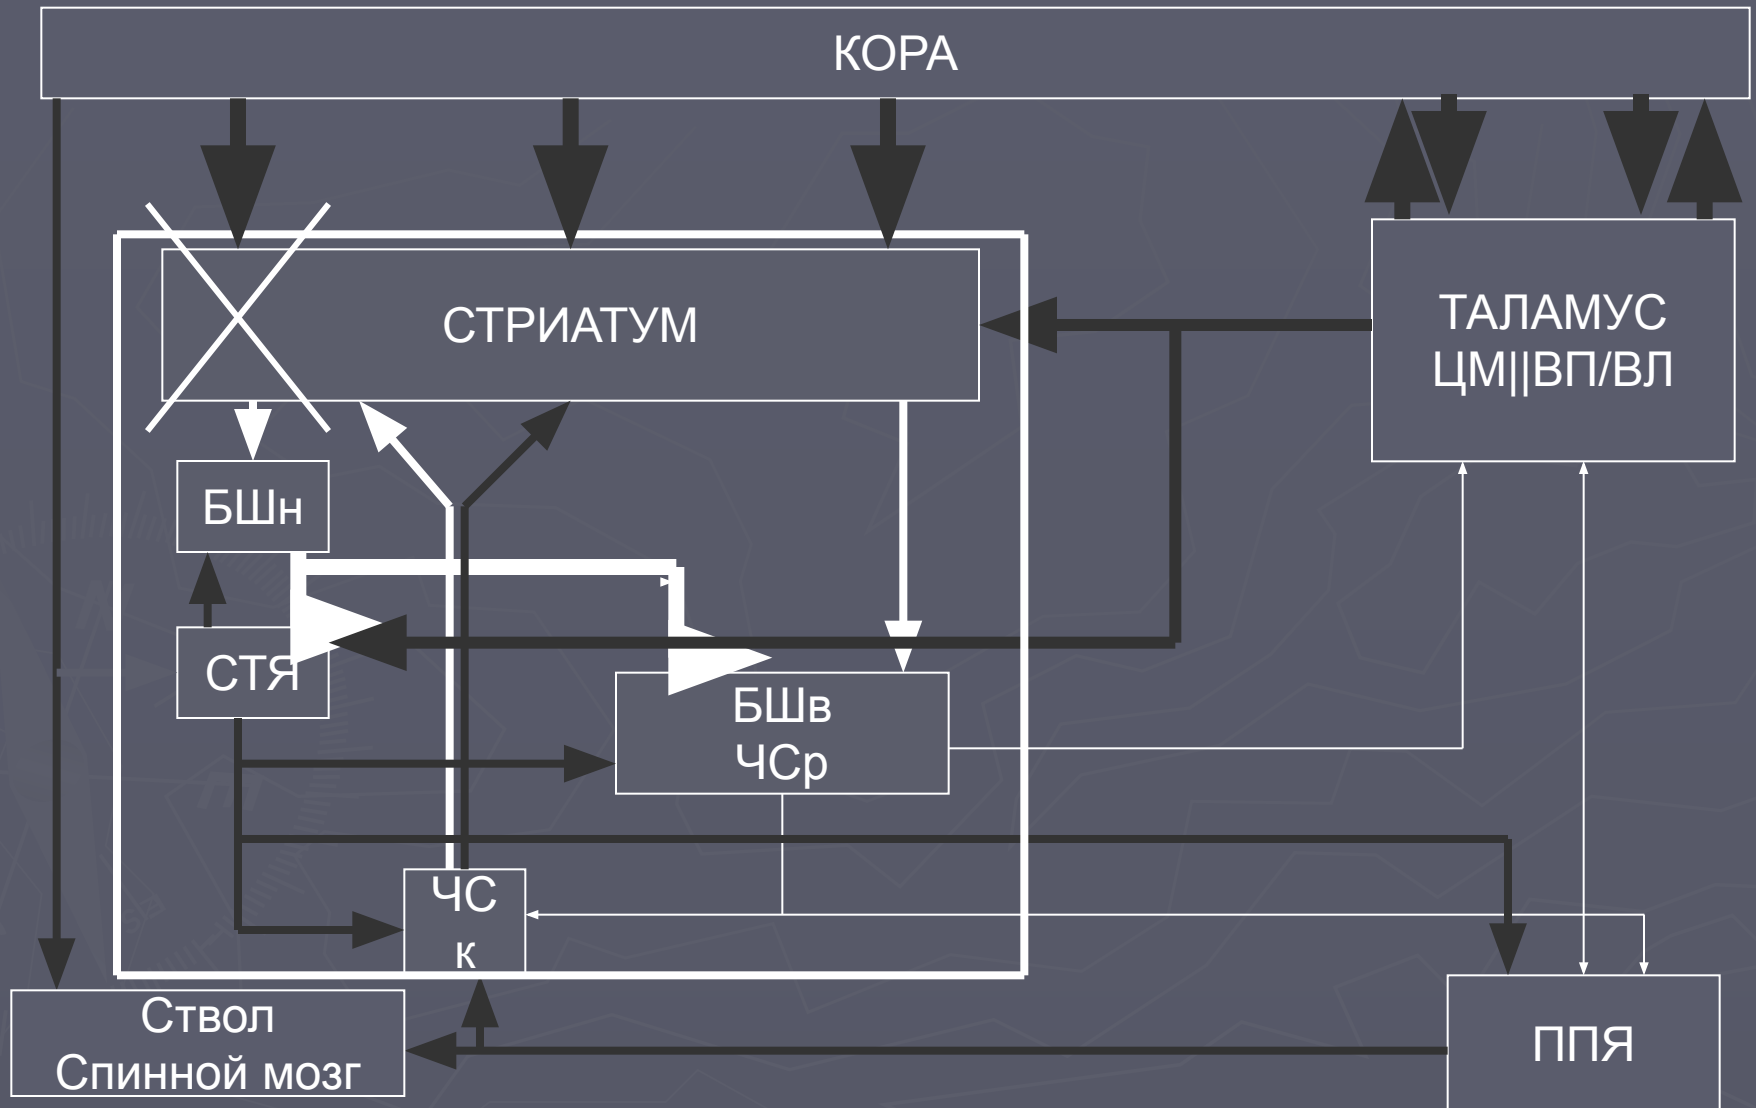 КОРА
СТРИАТУМ
ТАЛАМУС
ЦМ||ВП/ВЛ
БШн
СТЯ
БШв
ЧСр
ЧС
к
Ствол
Спинной мозг
ППЯ